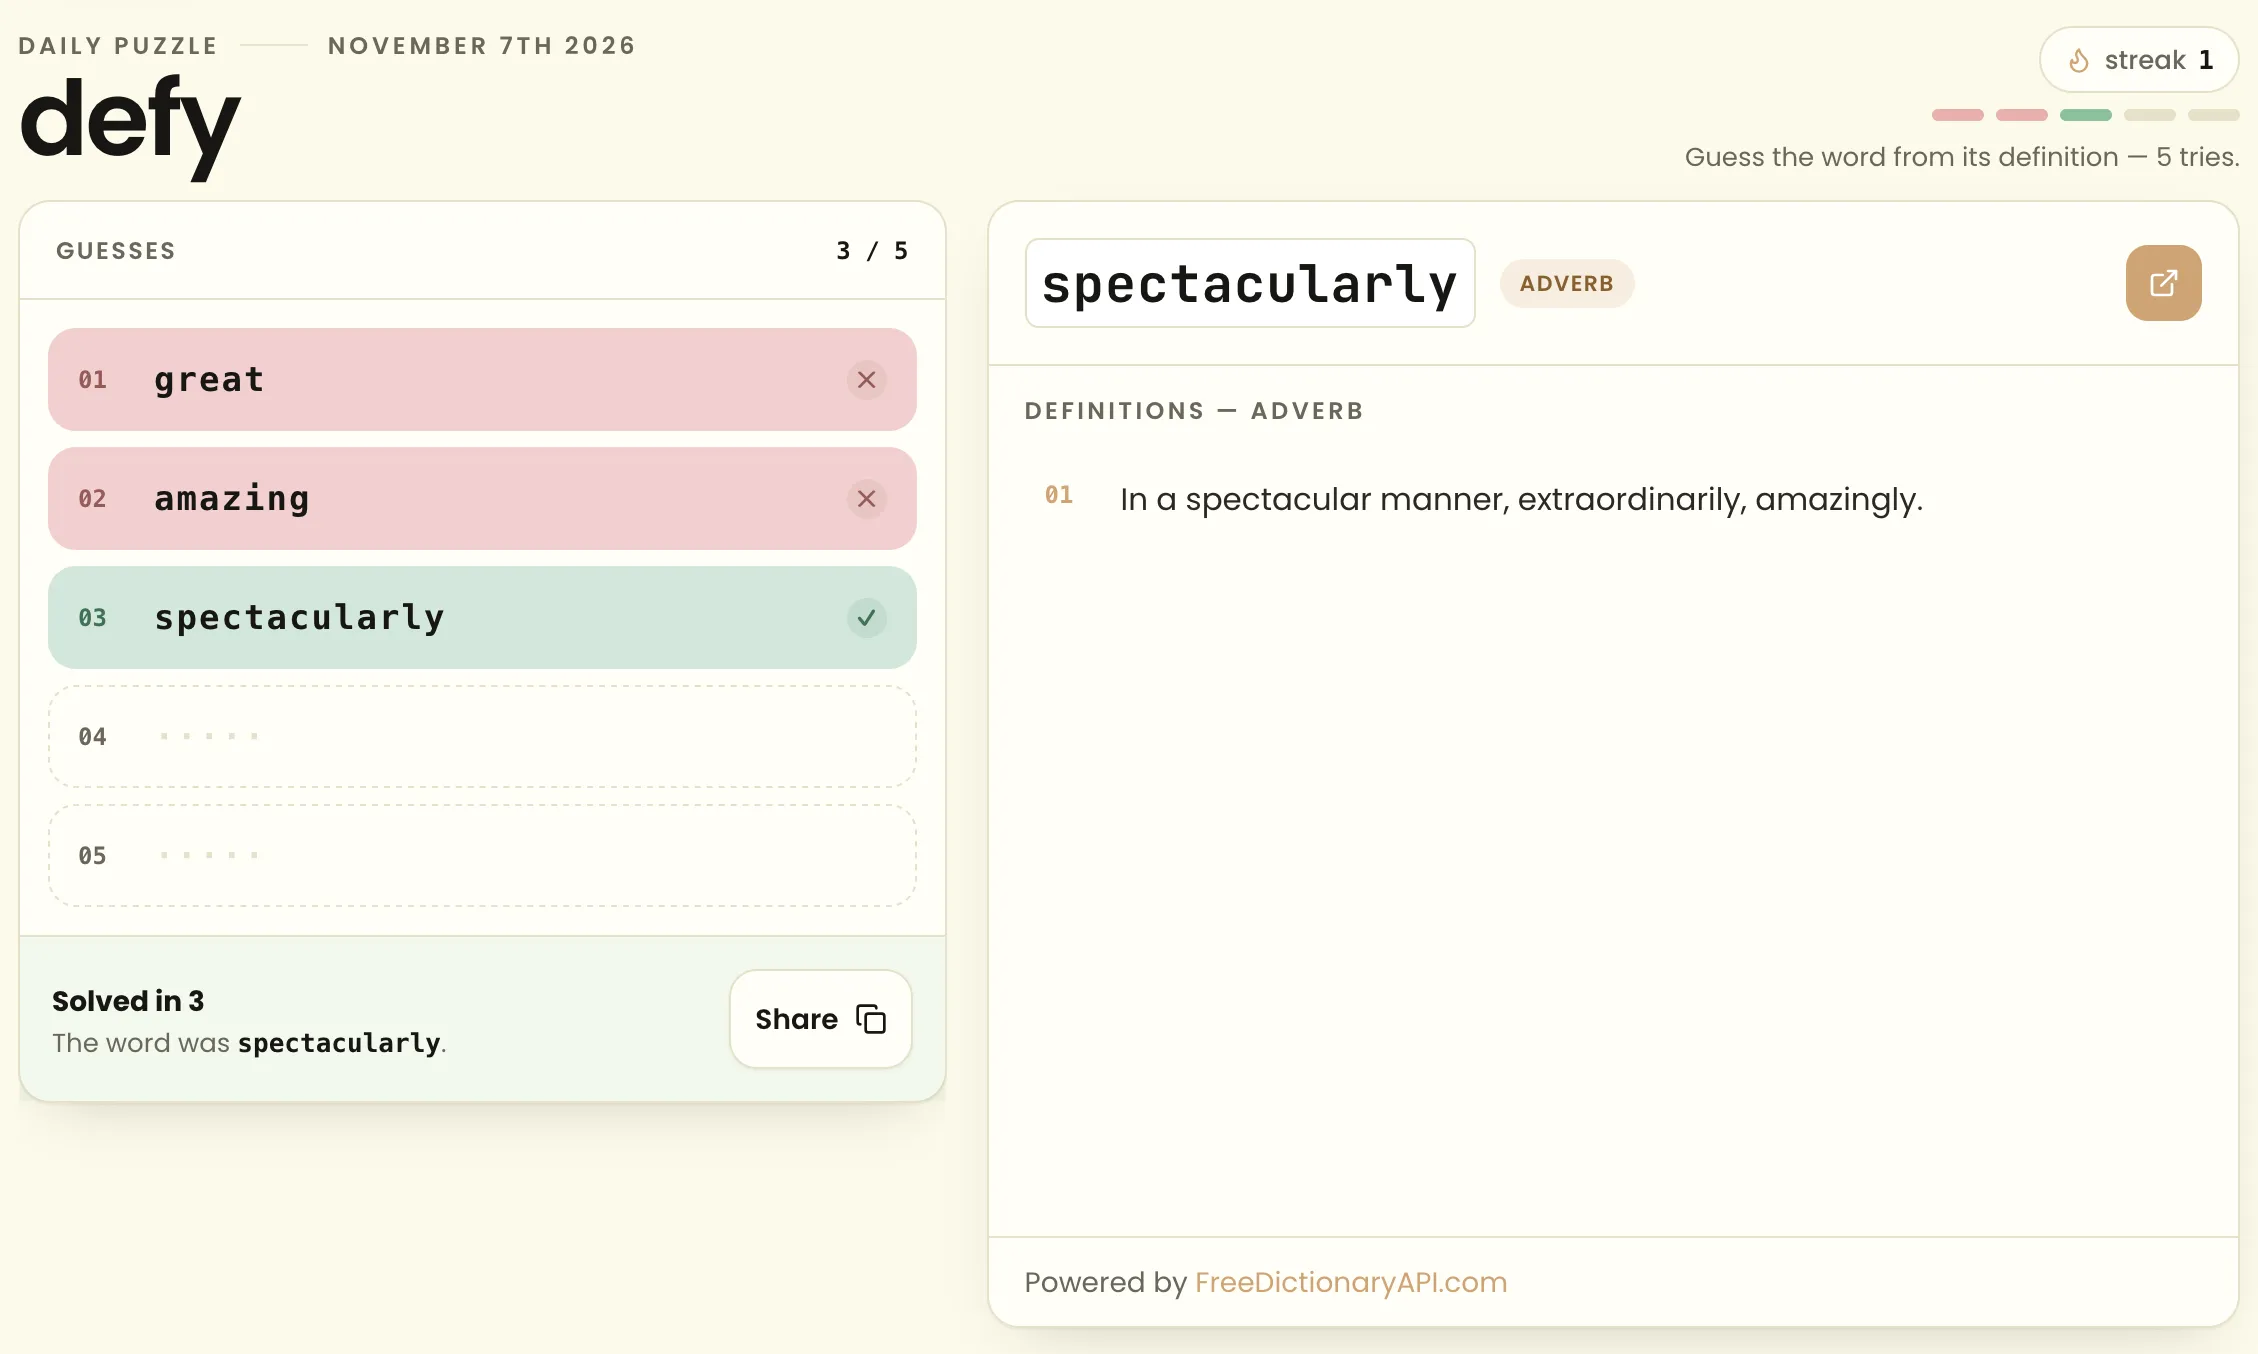 DAILY PUZZLE NOVEMBER 7TH 2026
defy
streak 1
Guess the word from its definition — 5 tries.
GUESSES 3 / 5
01 great
02 amazing
03 spectacularly
04 · · · · ·
05 · · · · ·
Solved in 3
The word was spectacularly.
Share
spectacularly ADVERB
DEFINITIONS — ADVERB
01 In a spectacular manner, extraordinarily, amazingly.
Powered by FreeDictionaryAPI.com